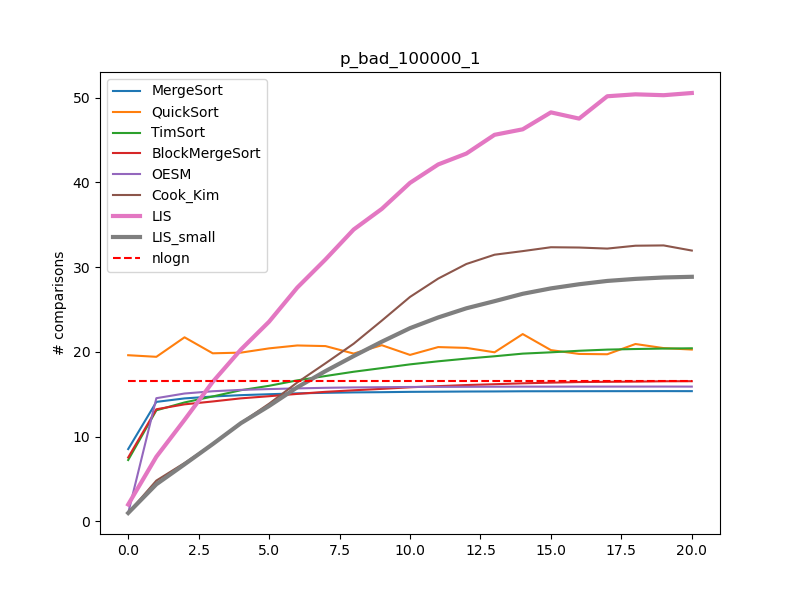 p_bad_100000_1
# comparisons
50
40
30
20
10
0
MergeSort
QuickSort
TimSort
BlockMergeSort
OESM
Cook_Kim
LIS
LIS_small
nlogn
0.0 2.5 5.0 7.5 10.0 12.5 15.0 17.5 20.0